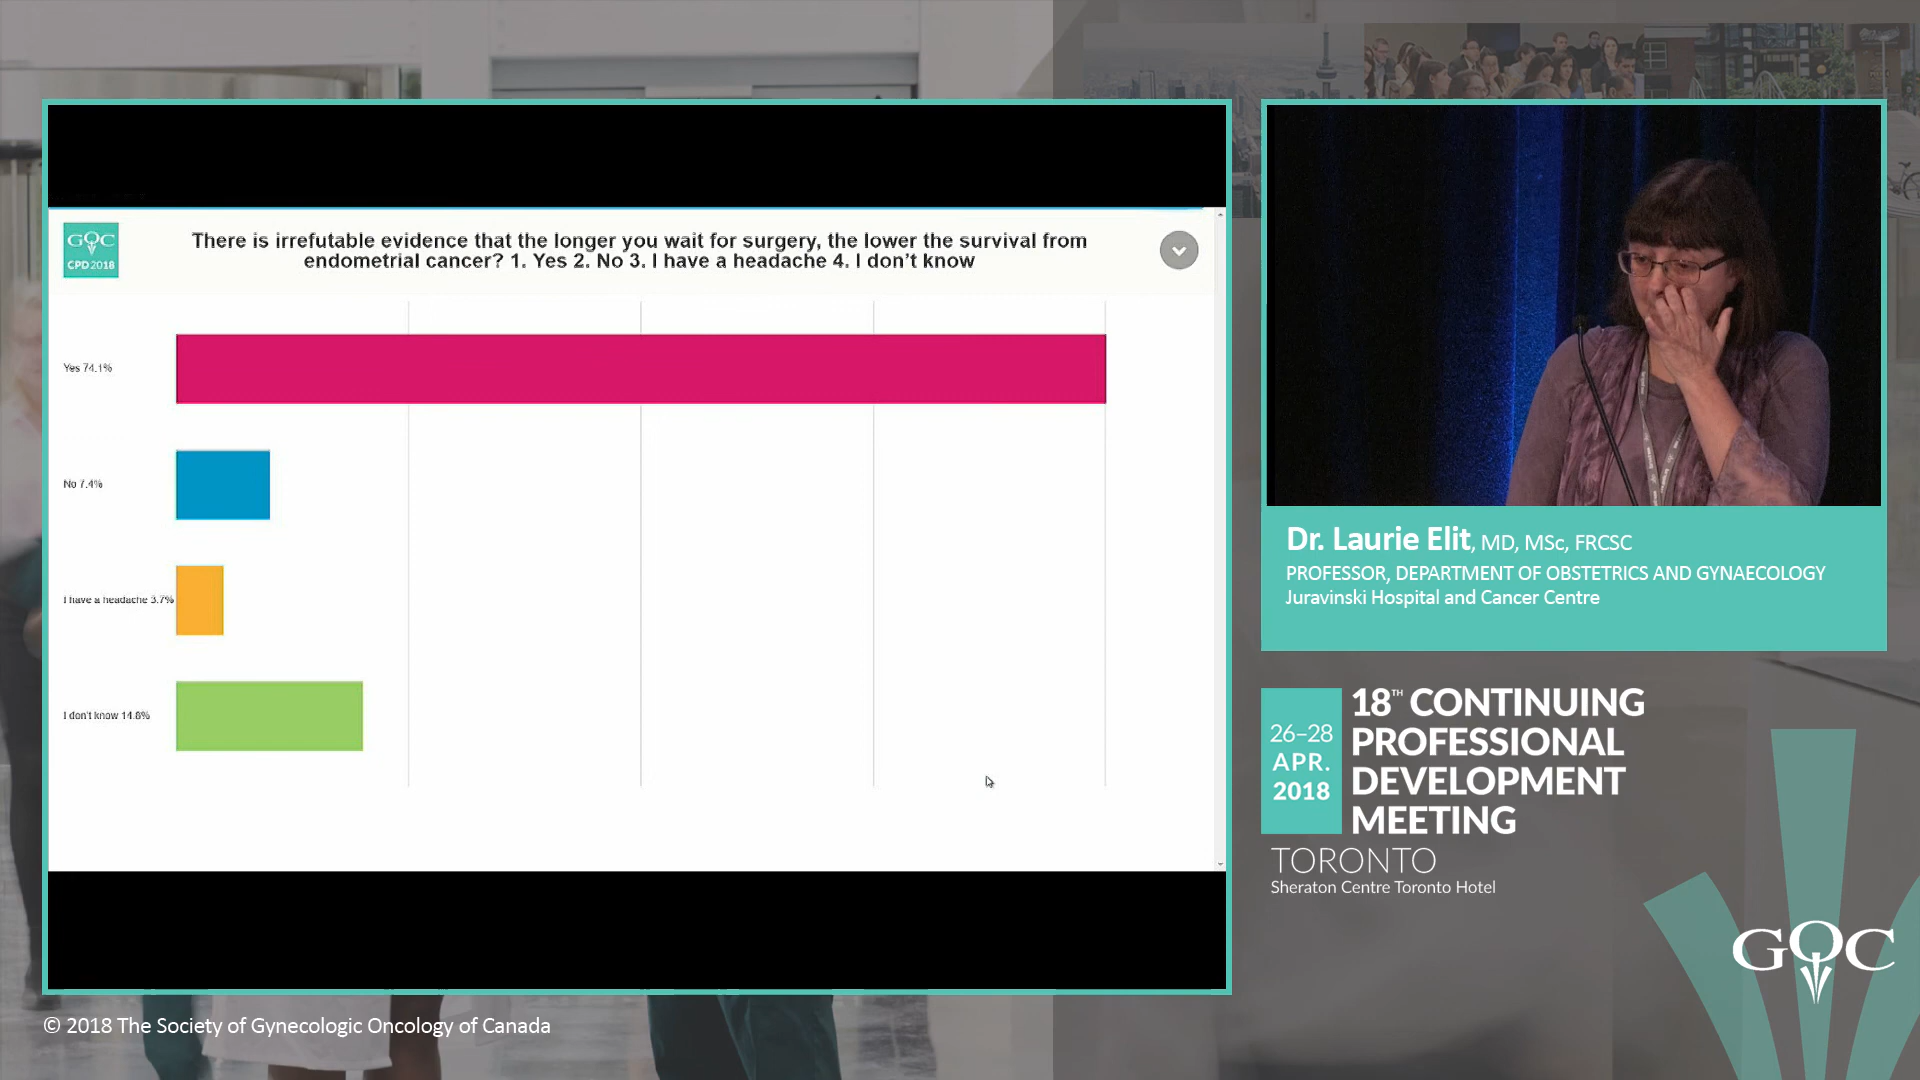 GOC
CPD 2018
There is irrefutable evidence that the longer you wait for surgery, the lower the survival from
endometrial cancer? 1. Yes 2. No 3. I have a headache 4. I don't know
Yes 74.1%
No 7.4%
I have a headache 3.7%
I don't know 14.8%
Dr. Laurie Elit, MD, MSc, FRCSC
PROFESSOR, DEPARTMENT OF OBSTETRICS AND GYNAECOLOGY
Juravinski Hospital and Cancer Centre
26–28
APR.
2018
18TH CONTINUING
PROFESSIONAL
DEVELOPMENT
MEETING
TORONTO
Sheraton Centre Toronto Hotel
GOC
© 2018 The Society of Gynecologic Oncology of Canada